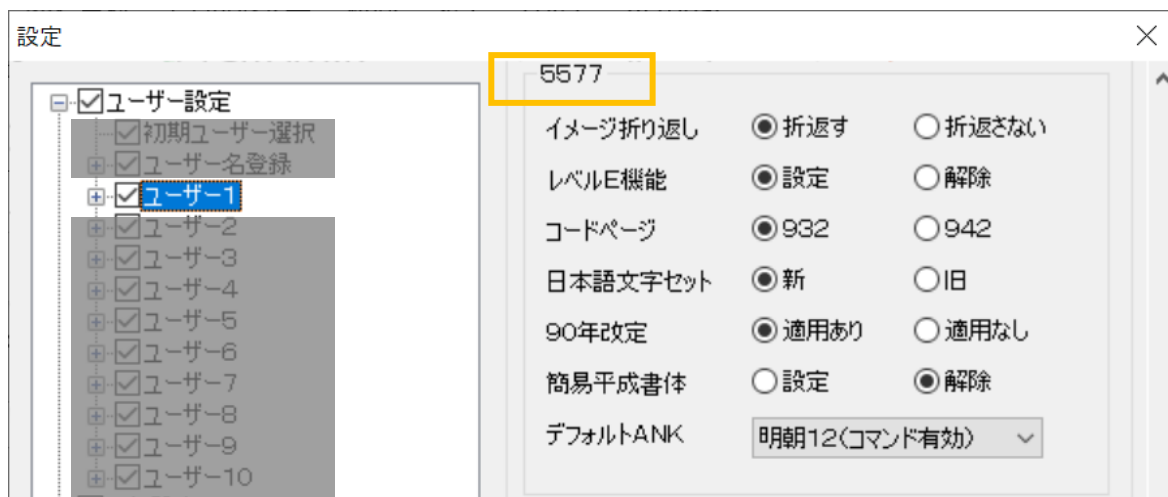 設定
ユーザー設定
初期ユーザー選択
ユーザー名登録
ユーザー1
ユーザー2
ユーザー3
ユーザー4
ユーザー5
ユーザー6
ユーザー7
ユーザー8
ユーザー9
ユーザー10
5577
イメージ折り返し 折返す 折返さない
レベルE機能 設定 解除
コードページ 932 942
日本語文字セット 新 旧
90年改定 適用あり 適用なし
簡易平成書体 設定 解除
デフォルトANK 明朝12(コマンド有効)